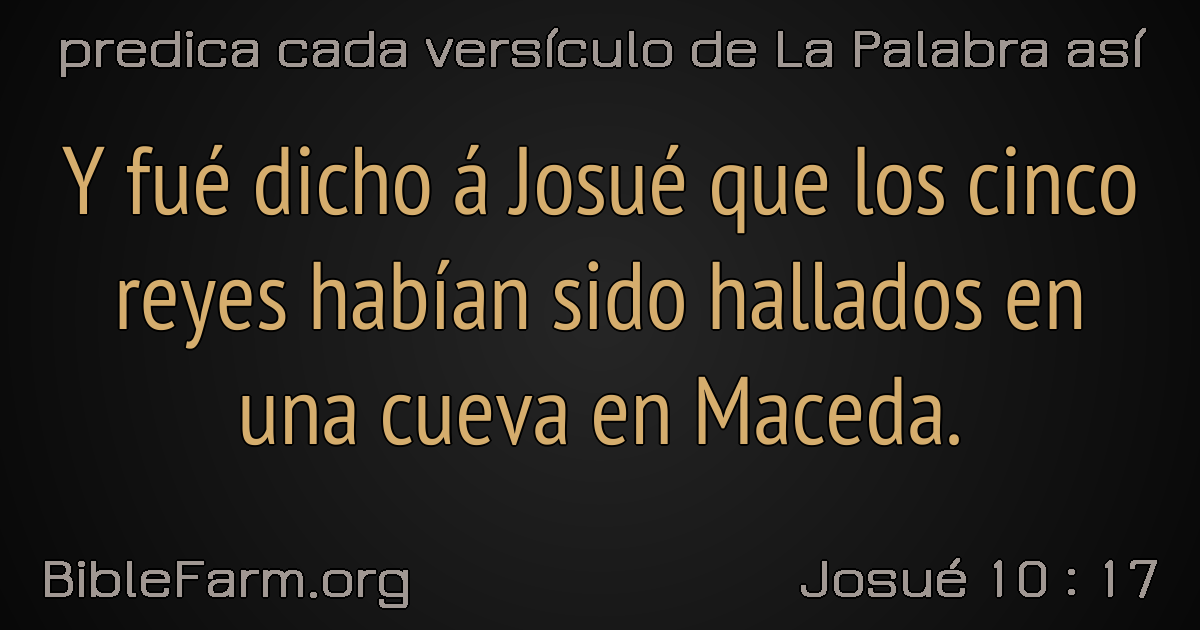 predica cada versículo de La Palabra así
Y fué dicho á Josué que los cinco
reyes habían sido hallados en
una cueva en Maceda.
BibleFarm.org
Josué 10 : 17